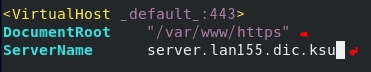 <VirtualHost _default_:443>
DocumentRoot "/var/www/https"
ServerName server.lan155.dic.ksu